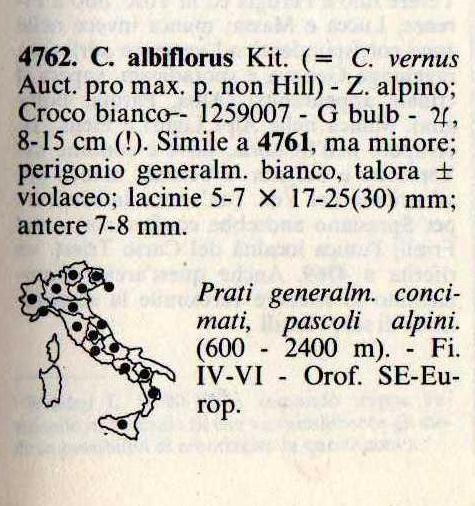 4762. C. albiflorus Kit. (= C. vernus
Auct. pro max. p. non Hill) - Z. alpino;
Croco bianco - 1259007 - G bulb - ♃,
8-15 cm (!). Simile a 4761, ma minore;
perigonio generalm. bianco, talora ±
violaceo; lacinie 5-7 × 17-25(30) mm;
antere 7-8 mm.
Prati generalm. conci-
mati, pascoli alpini.
(600 - 2400 m). - Fi.
IV-VI - Orof. SE-Eu-
rop.